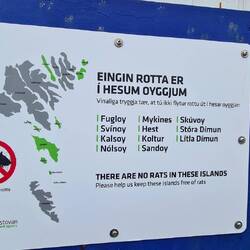 EINGIN ROTTA ER
Í HESUM OYGGJUM
Vinaliga tryggja tær, at tú ikki flytur rottu út í hesar oyggjar
Fugloy Mykines Skúvoy
Svínoy Hest Stóra Dímun
Kalsoy Koltur Lítla Dímun
Nólsoy Sandoy
THERE ARE NO RATS IN THESE ISLANDS
Please help us keep these islands free of rats
stovan